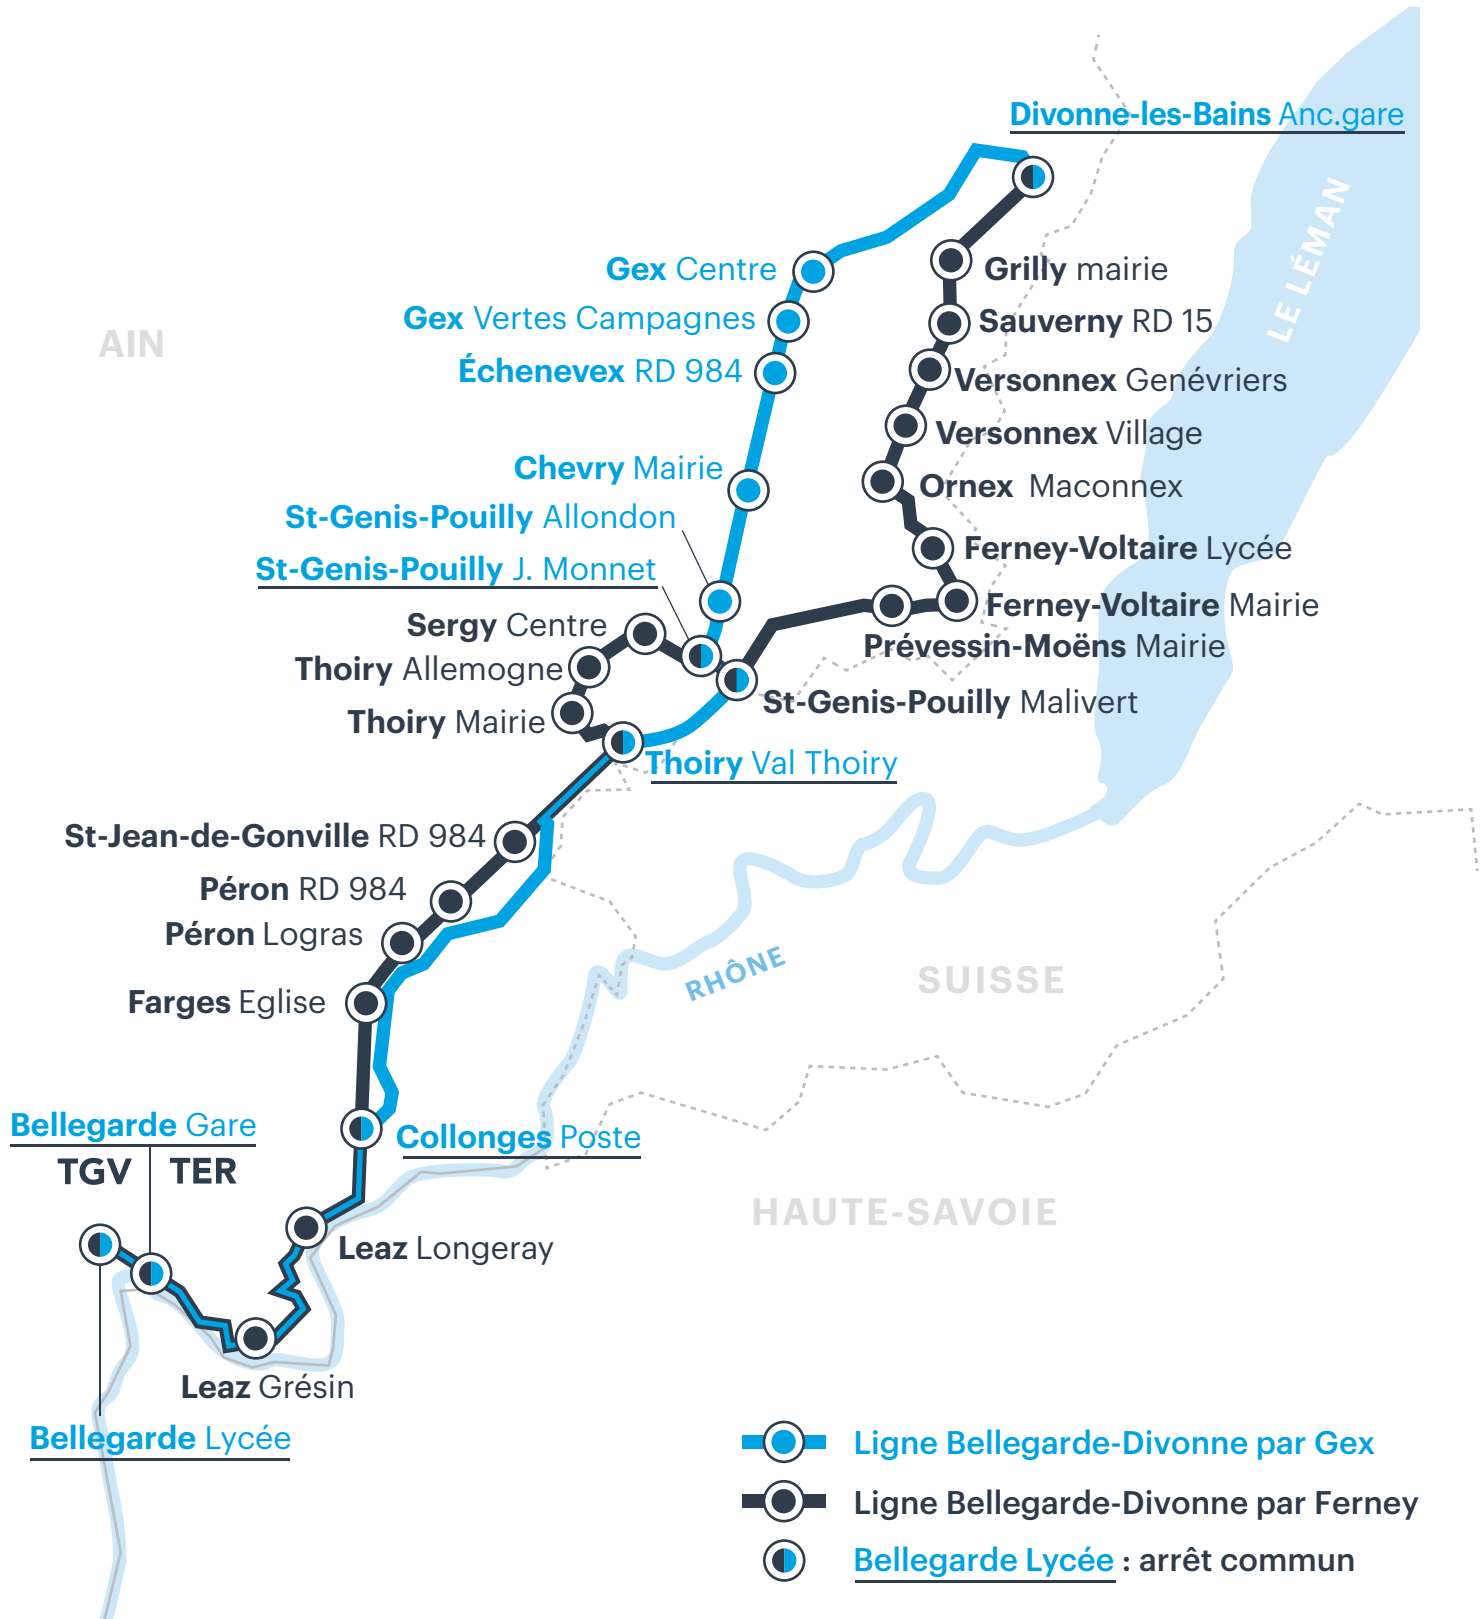 Divonne-les-Bains Anc.gare
LE LÉMAN
Gex Centre
Grilly mairie
Gex Vertes Campagnes
Sauverny RD 15
AIN
Échenevex RD 984
Versonnex Genévriers
Versonnex Village
Chevry Mairie
Ornex Maconnex
St-Genis-Pouilly Allondon
Ferney-Voltaire Lycée
St-Genis-Pouilly J. Monnet
Ferney-Voltaire Mairie
Sergy Centre
Prévessin-Moëns Mairie
Thoiry Allemogne
St-Genis-Pouilly Malivert
Thoiry Mairie
Thoiry Val Thoiry
St-Jean-de-Gonville RD 984
Péron RD 984
Péron Logras
RHÔNE
SUISSE
Farges Eglise
Bellegarde Gare
TGV TER
Collonges Poste
HAUTE-SAVOIE
Leaz Longeray
Leaz Grésin
Bellegarde Lycée
Ligne Bellegarde-Divonne par Gex
Ligne Bellegarde-Divonne par Ferney
Bellegarde Lycée : arrêt commun